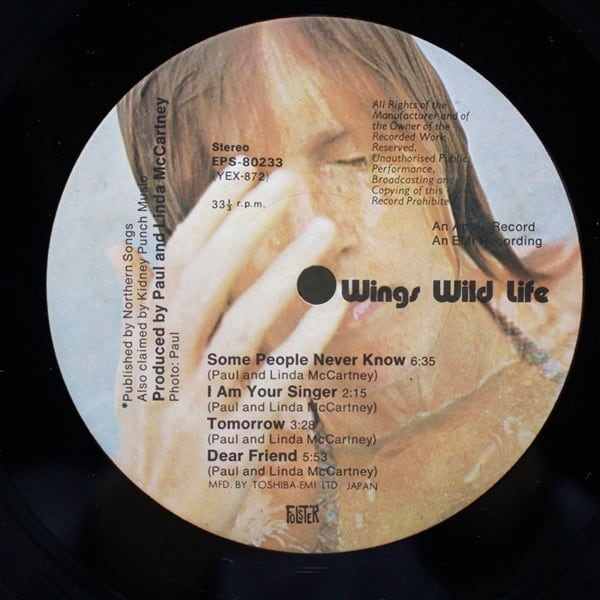 Stereo
EPS-80233
(YEX-872)
33⅓ r.p.m.
All Rights of the
Manufacturer and of
the Owner of the
Recorded Work
Reserved.
Unauthorised Public
Performance,
Broadcasting and
Copying of this
Record Prohibited
An Apple Record
An EMI Recording
*Published by Northern Songs
Also claimed by Kidney Punch Music
Produced by Paul and Linda McCartney
Photo: Paul
Wings Wild Life
Some People Never Know 6:35
(Paul and Linda McCartney)
I Am Your Singer 2:15
(Paul and Linda McCartney)
Tomorrow 3:28
(Paul and Linda McCartney)
Dear Friend 5:53
(Paul and Linda McCartney)
MFD. BY TOSHIBA-EMI LTD. JAPAN
FOLSTER